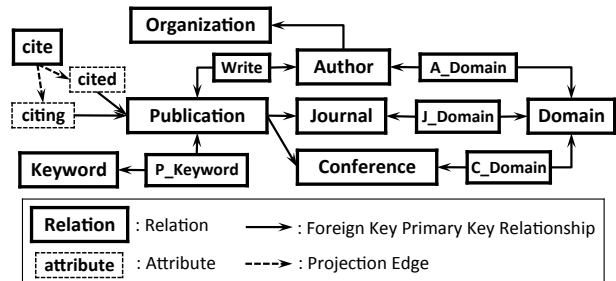 Organization
cite
Write
Author
A_Domain
cited
citing
Publication
Journal
J_Domain
Domain
Keyword
P_Keyword
Conference
C_Domain
Relation : Relation
: Foreign Key Primary Key Relationship
attribute : Attribute
: Projection Edge